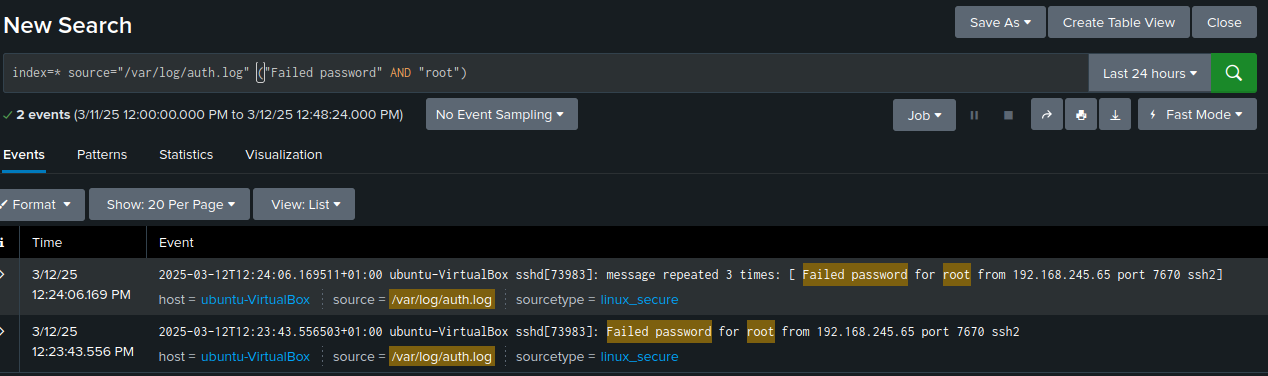 New Search
Save As
Create Table View
Close
index=* source="/var/log/auth.log" ("Failed password" AND "root")
Last 24 hours
2 events (3/11/25 12:00:00.000 PM to 3/12/25 12:48:24.000 PM)
No Event Sampling
Job
Fast Mode
Events
Patterns
Statistics
Visualization
Format
Show: 20 Per Page
View: List
i
Time
Event
3/12/25
12:24:06.169 PM
2025-03-12T12:24:06.169511+01:00 ubuntu-VirtualBox sshd[73983]: message repeated 3 times: [ Failed password for root from 192.168.245.65 port 7670 ssh2]
host = ubuntu-VirtualBox source = /var/log/auth.log sourcetype = linux_secure
3/12/25
12:23:43.556 PM
2025-03-12T12:23:43.556503+01:00 ubuntu-VirtualBox sshd[73983]: Failed password for root from 192.168.245.65 port 7670 ssh2
host = ubuntu-VirtualBox source = /var/log/auth.log sourcetype = linux_secure